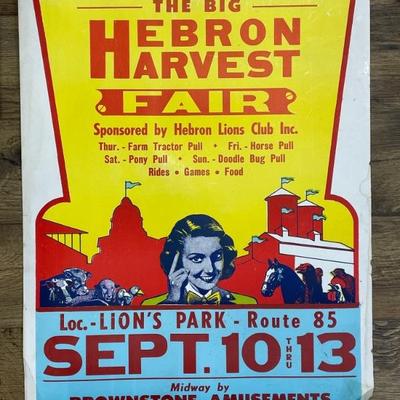 THE BIG
HEBRON
HARVEST
FAIR
Sponsored by Hebron Lions Club Inc.
Thur. - Farm Tractor Pull • Fri. - Horse Pull
Sat. - Pony Pull • Sun. - Doodle Bug Pull
Rides • Games • Food
Loc. - LION'S PARK - Route 85
SEPT. 10 THRU 13
Midway by
BROWNSTONE AMUSEMENTS